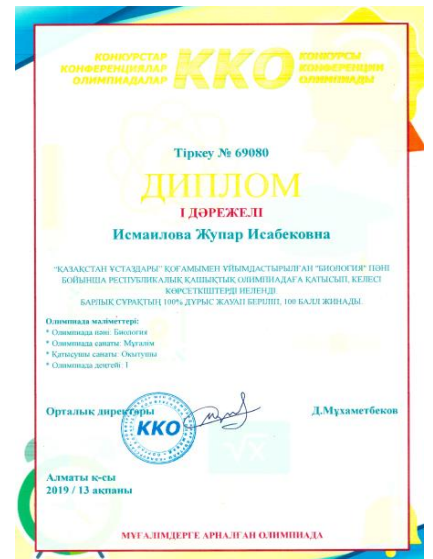 КОНКУРСТАР
КОНФЕРЕНЦИЯЛАР
ОЛИМПИАДАЛАР
ККО
КОНКУРСЫ
КОНФЕРЕНЦИИ
ОЛИМПИАДЫ
Тіркеу № 69080
ДИПЛОМ
І ДӘРЕЖЕЛІ
Исмаилова Жупар Исабековна
"ҚАЗАҚСТАН ҰСТАЗДАРЫ" ҚОҒАМЫМЕН ҰЙЫМДАСТЫРЫЛҒАН "БИОЛОГИЯ" ПӘНІ
БОЙЫНША РЕСПУБЛИКАЛЫҚ ҚАШЫҚТЫҚ ОЛИМПИАДАҒА ҚАТЫСЫП, КЕЛЕСІ
КӨРСЕТКІШТЕРДІ ИЕЛЕНДІ.
БАРЛЫҚ СҰРАҚТЫҢ 100% ДҰРЫС ЖАУАП БЕРІЛІП, 100 БАЛЛ ЖИНАДЫ.
Олимпиада мәліметтері:
* Олимпиада пәні: Биология
* Олимпиада санаты: Мұғалім
* Қатысушы санаты: Оқытушы
* Олимпиада деңгейі: І
Орталық директоры
ККО
Д.Мұхаметбеков
√x
Алматы қ-сы
2019 / 13 ақпаны
МҰҒАЛІМДЕРГЕ АРНАЛҒАН ОЛИМПИАДА